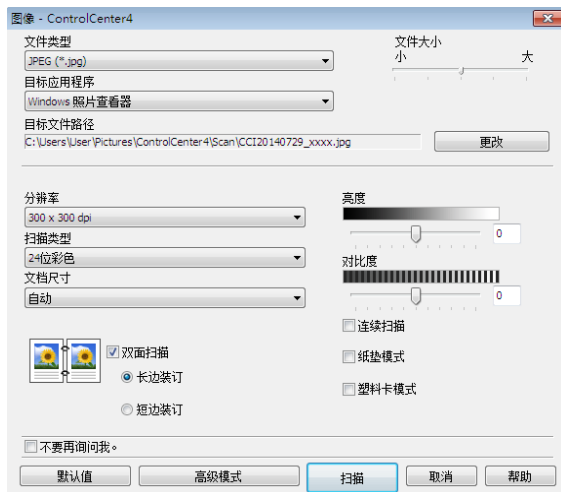 图像 - ControlCenter4
文件类型
JPEG (*.jpg)
文件大小
小 大
目标应用程序
Windows 照片查看器
目标文件路径
C:\Users\User\Pictures\ControlCenter4\Scan\CCI20140729_xxxx.jpg
更改
分辨率
300 x 300 dpi
扫描类型
24位彩色
文档尺寸
自动
亮度
0
对比度
0
双面扫描
长边装订
短边装订
连续扫描
纸垫模式
塑料卡模式
不要再询问我。
默认值 高级模式 扫描 取消 帮助